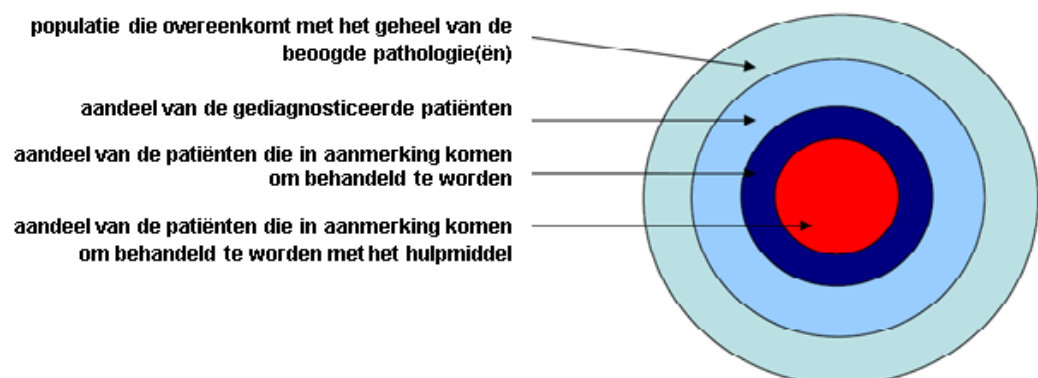 populatie die overeenkomt met het geheel van de
beoogde pathologie(ën)
aandeel van de gediagnosticeerde patiënten
aandeel van de patiënten die in aanmerking komen
om behandeld te worden
aandeel van de patiënten die in aanmerking komen
om behandeld te worden met het hulpmiddel